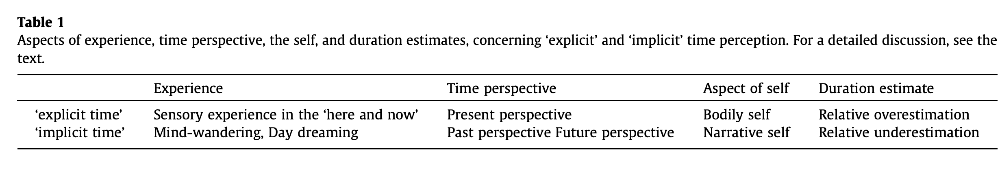 Table 1
Aspects of experience, time perspective, the self, and duration estimates, concerning ‘explicit’ and ‘implicit’ time perception. For a detailed discussion, see the
text.
Experience Time perspective Aspect of self Duration estimate
‘explicit time’ Sensory experience in the ‘here and now’ Present perspective Bodily self Relative overestimation
‘implicit time’ Mind-wandering, Day dreaming Past perspective Future perspective Narrative self Relative underestimation